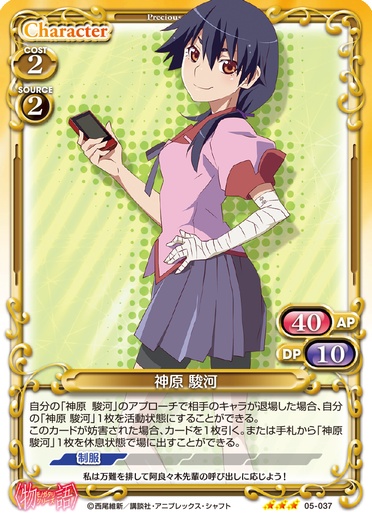 Precious
Character
COST
2
SOURCE
2
40 AP
DP 10
神原 駿河
自分の「神原 駿河」のアプローチで相手のキャラが退場した場合、自分
の「神原 駿河」1枚を活動状態にすることができる。
このカードが妨害された場合、カードを1枚引く。または手札から「神原
駿河」1枚を休息状態で場に出すことができる。
制服
私は万難を排して阿良々木先輩の呼び出しに応じよう!
物語
©西尾維新/講談社・アニプレックス・シャフト
05-037